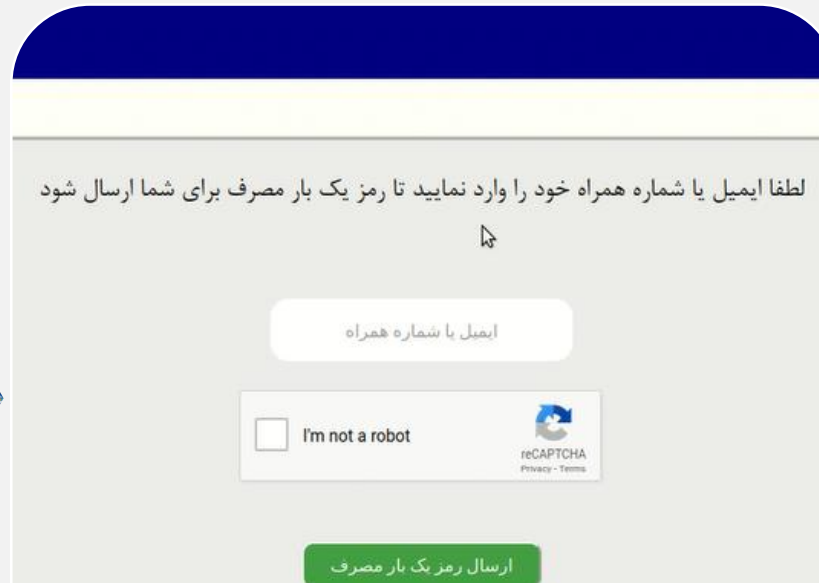 لطفا ایمیل یا شماره همراه خود را وارد نمایید تا رمز یک بار مصرف برای شما ارسال شود
ایمیل یا شماره همراه
I'm not a robot
reCAPTCHA
Privacy - Terms
ارسال رمز یک بار مصرف